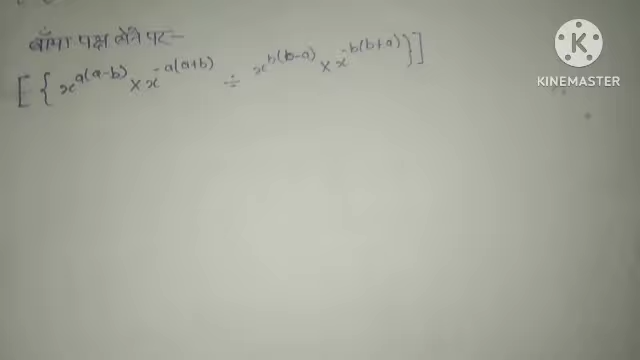 बाँया पक्ष लेने पर-
[{x^a(a-b) × x^-a(a+b) ÷ x^b(b-a) × x^-b(b+a)}]
KINEMASTER